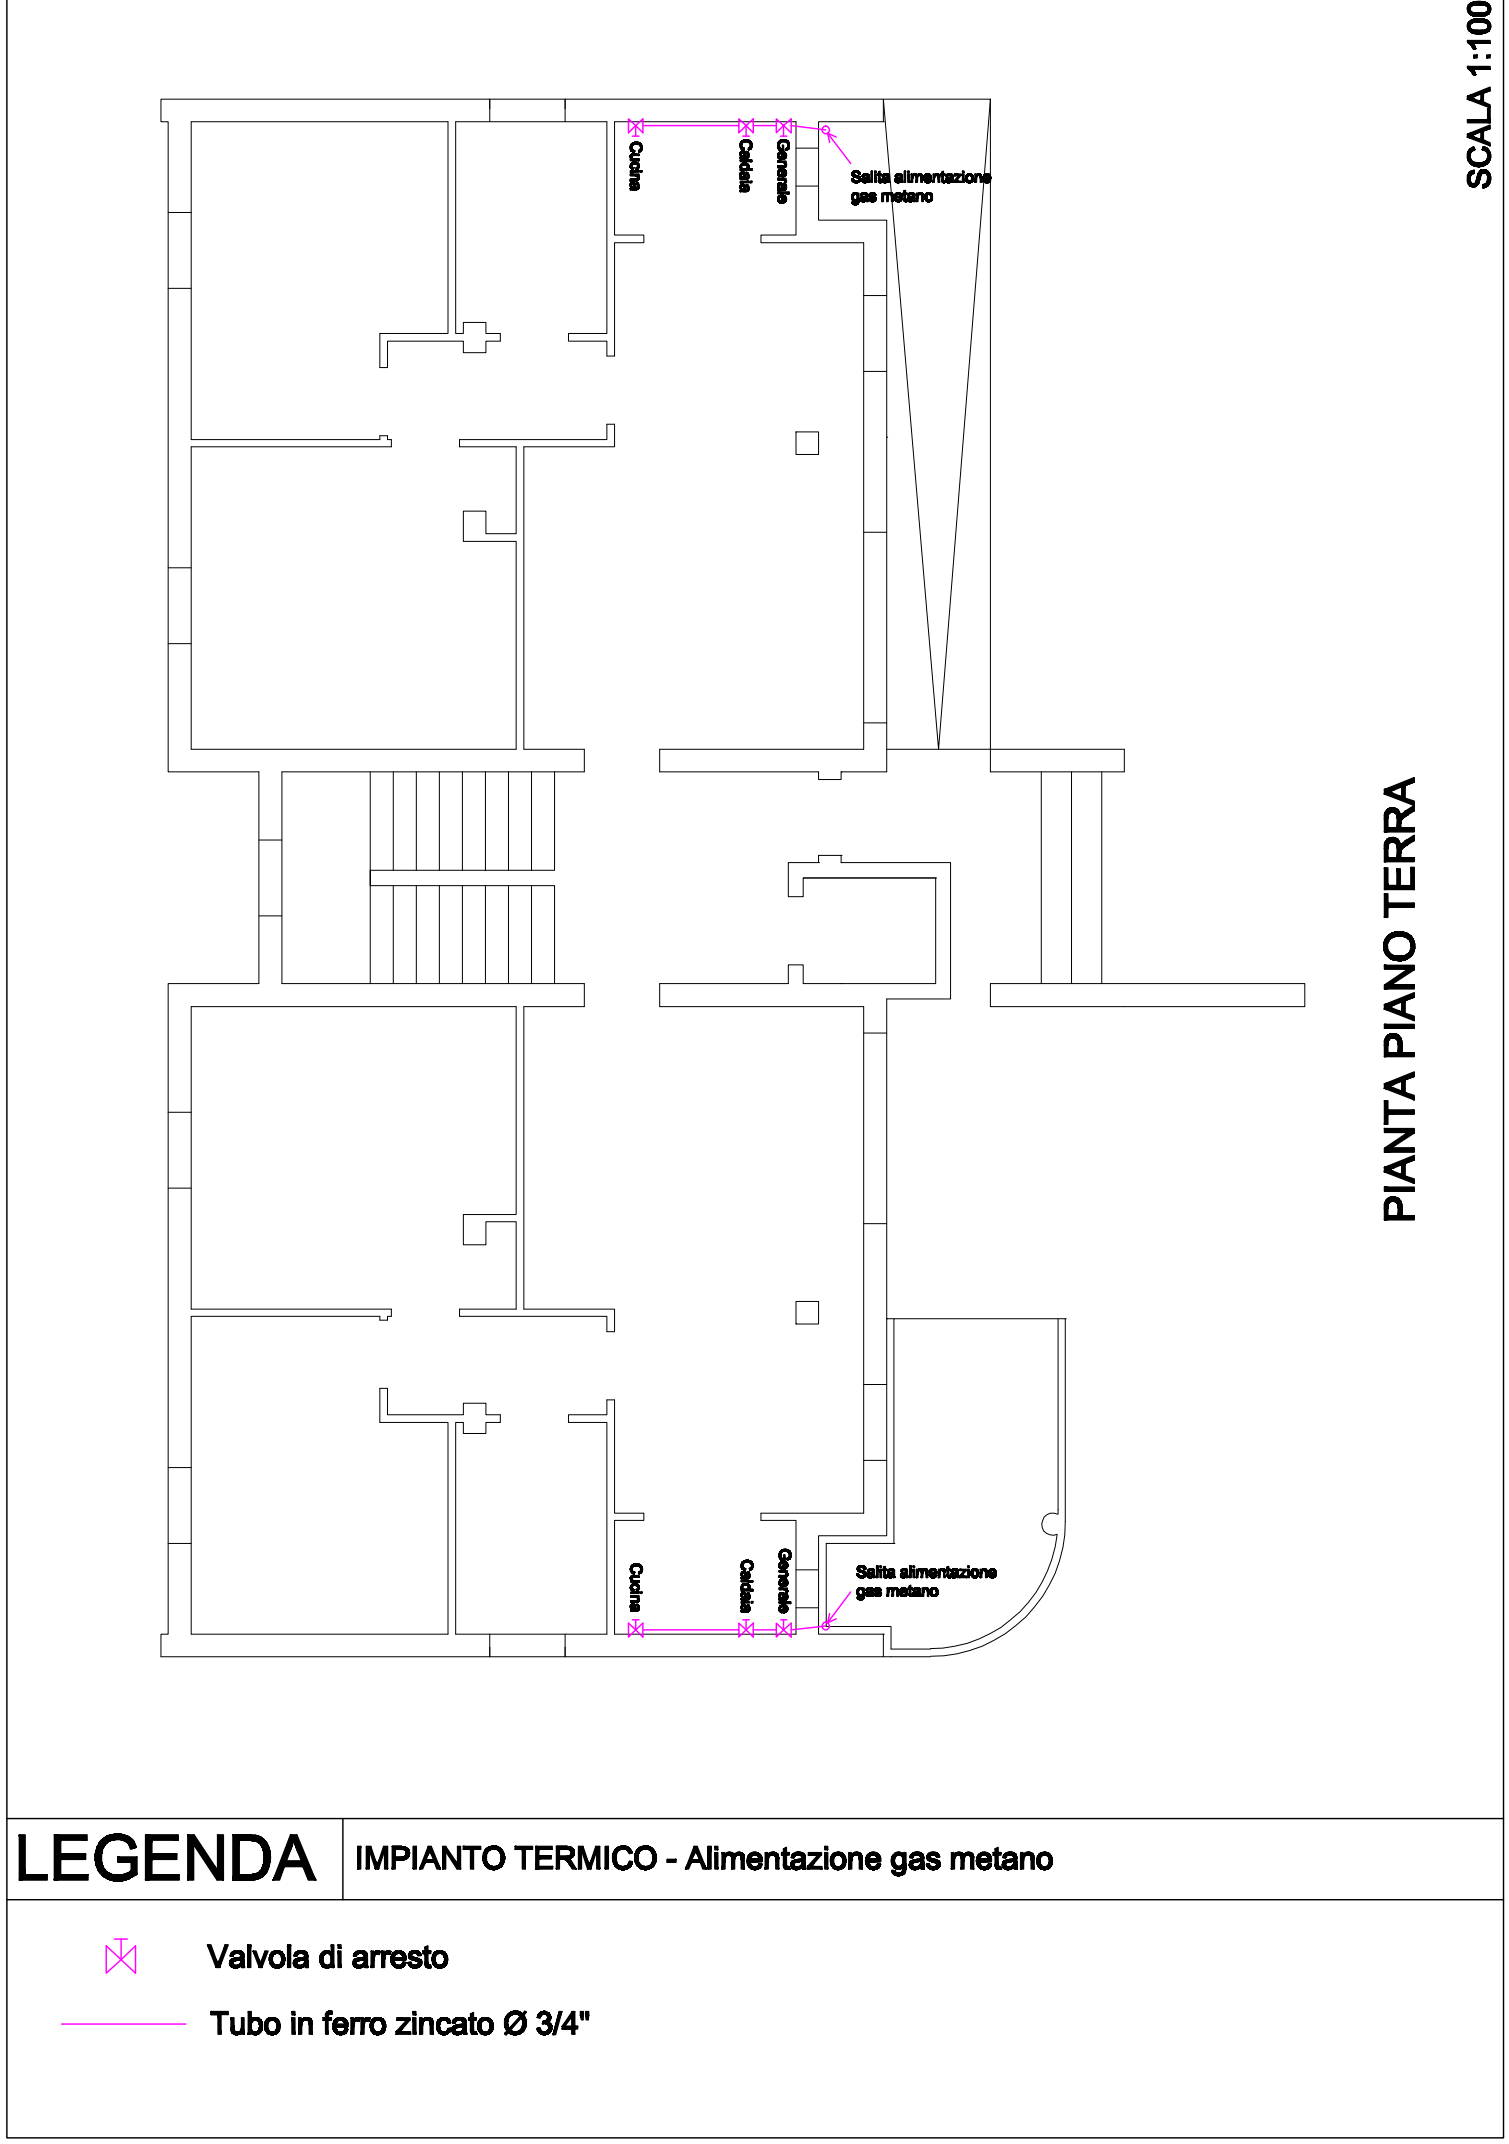 SCALA 1:100
Cucina
Caldaia
Generale
Salita alimentazione
gas metano
PIANTA PIANO TERRA
Cucina
Caldaia
Generale
Salita alimentazione
gas metano
LEGENDA
IMPIANTO TERMICO - Alimentazione gas metano
Valvola di arresto
Tubo in ferro zincato Ø 3/4"